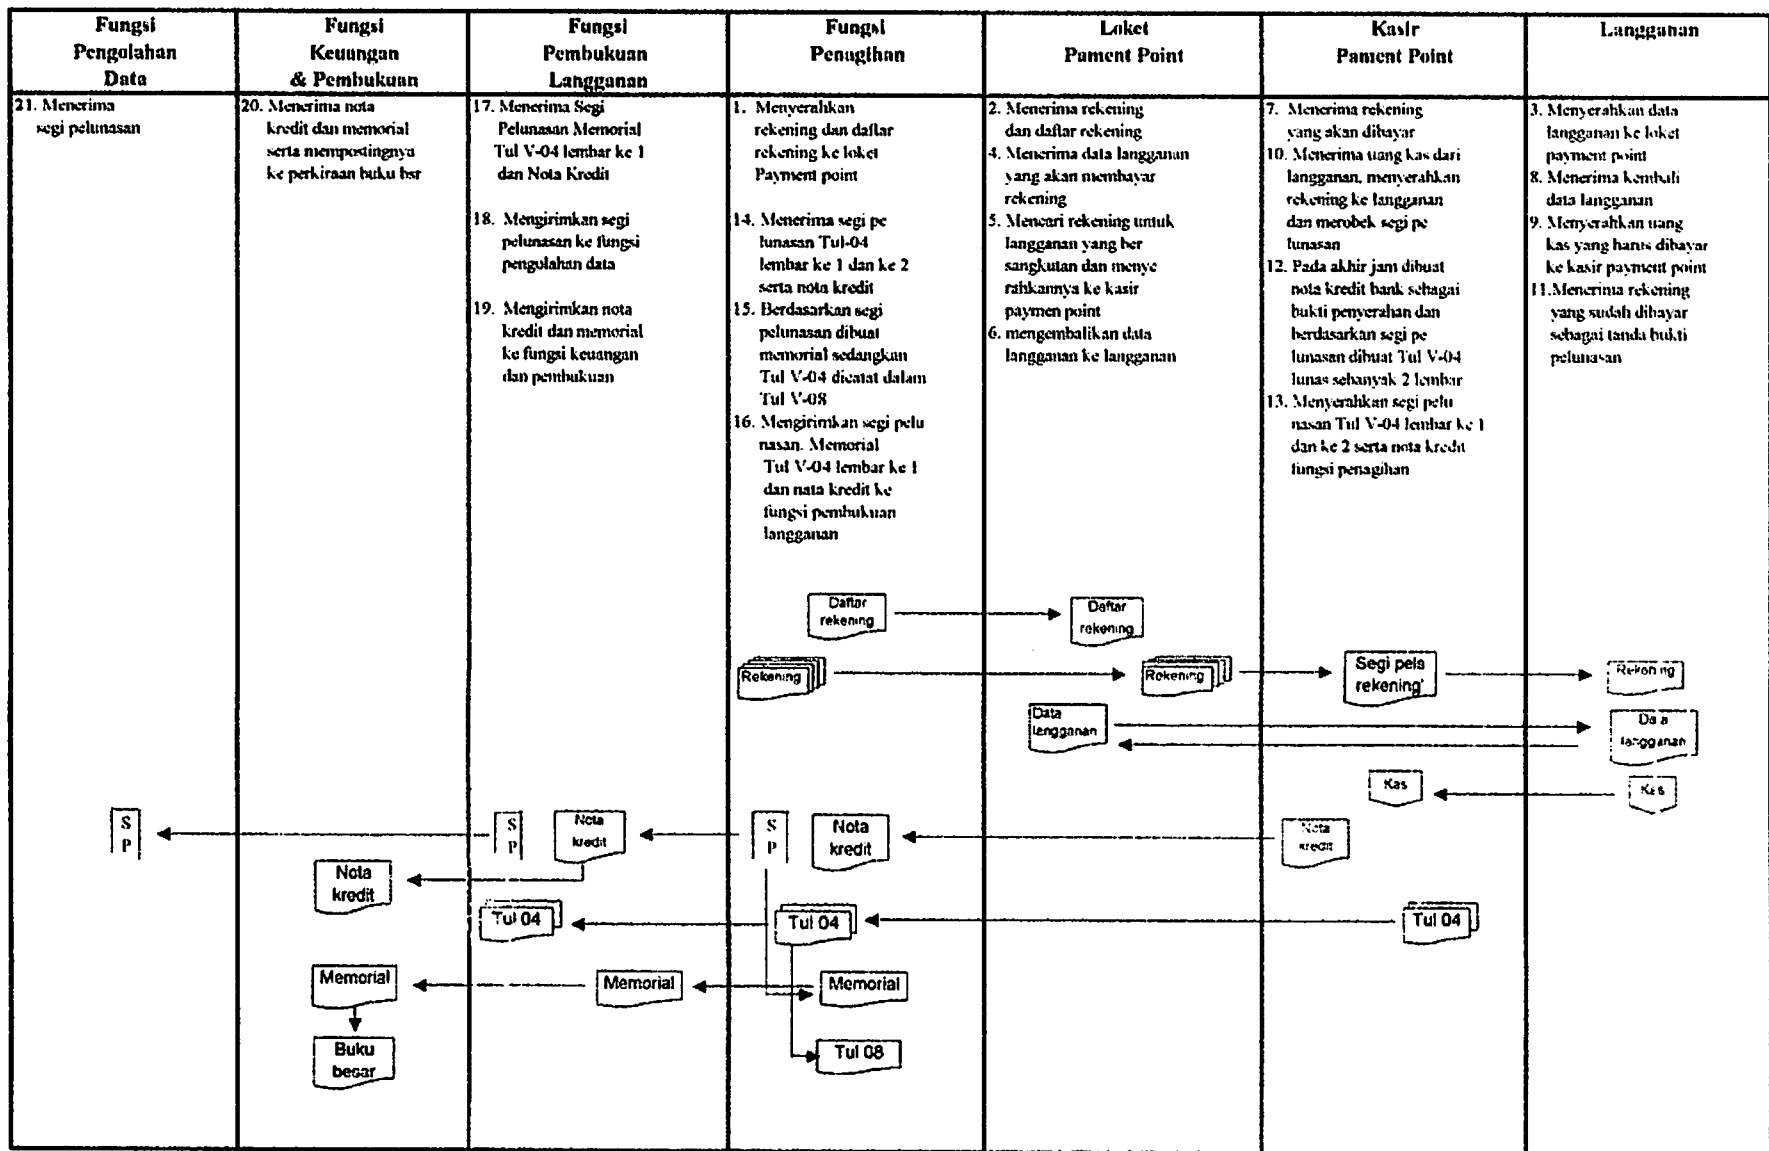 Fungsi
Pengolahan
Data
Fungsi
Keuangan
& Pembukuan
Fungsi
Pembukuan
Langganan
Fungsi
Penagihan
Loket
Pament Point
Kasir
Pament Point
Langganan
21. Menerima
segi pelunasan
20. Menerima nota
kredit dan memorial
serta mempostingnya
ke perkiraan buku bsr
17. Menerima Segi
Pelunasan Memorial
Tul V-04 lembar ke 1
dan Nota Kredit
18. Mengirimkan segi
pelunasan ke fungsi
pengolahan data
19. Mengirimkan nota
kredit dan memorial
ke fungsi keuangan
dan pembukuan
1. Menyerahkan
rekening dan daftar
rekening ke loket
Payment point
14. Menerima segi pe
lunasan Tul-04
lembar ke 1 dan ke 2
serta nota kredit
15. Berdasarkan segi
pelunasan dibuat
memorial sedangkan
Tul V-04 dicatat dalam
Tul V-08
16. Mengirimkan segi pelu
nasan. Memorial
Tul V-04 lembar ke 1
dan nata kredit ke
fungsi pembukuan
langganan
2. Menerima rekening
dan daftar rekening
4. Menerima data langganan
yang akan membayar
rekening
5. Mencari rekening untuk
langganan yang ber
sangkutan dan menye
rahkannya ke kasir
paymen point
6. mengembalikan data
langganan ke langganan
7. Menerima rekening
yang akan dibayar
10. Menerima uang kas dari
langganan, menyerahkan
rekening ke langganan
dan merobek segi pe
lunasan
12. Pada akhir jam dibuat
nota kredit bank sebagai
bukti penyerahan dan
berdasarkan segi pe
lunasan dibuat Tul V-04
lunas sebanyak 2 lembar
13. Menyerahkan segi pelu
nasan Tul V-04 lembar ke 1
dan ke 2 serta nota kredit
fungsi penagihan
3. Menyerahkan data
langganan ke loket
payment point
8. Menerima kembali
data langganan
9. Menyerahkan uang
kas yang harus dibayar
ke kasir payment point
11.Menerima rekening
yang sudah dibayar
sebagai tanda bukti
pelunasan
Daftar
rekening
Daftar
rekening
Rekening
Rekening
Segi pels
rekening'
Rekening
Data
langganan
Data
langganan
Kas
Kas
S
P
S
P
Nota
kredit
S
P
Nota
kredit
Nota
kredit
Nota
kredit
Tul 04
Tul 04
Tul 04
Memorial
Memorial
Memorial
Buku
besar
Tul 08